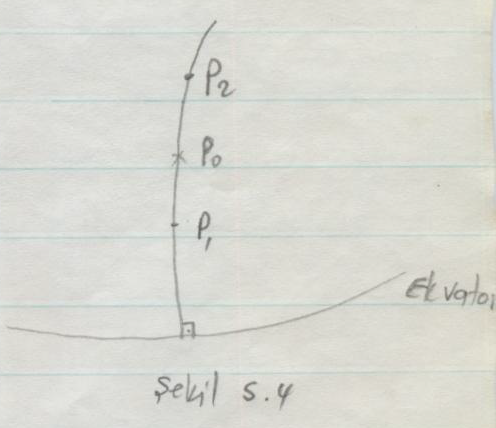 P₂
P₀
P₁
Ekvator
Şekil 5.4